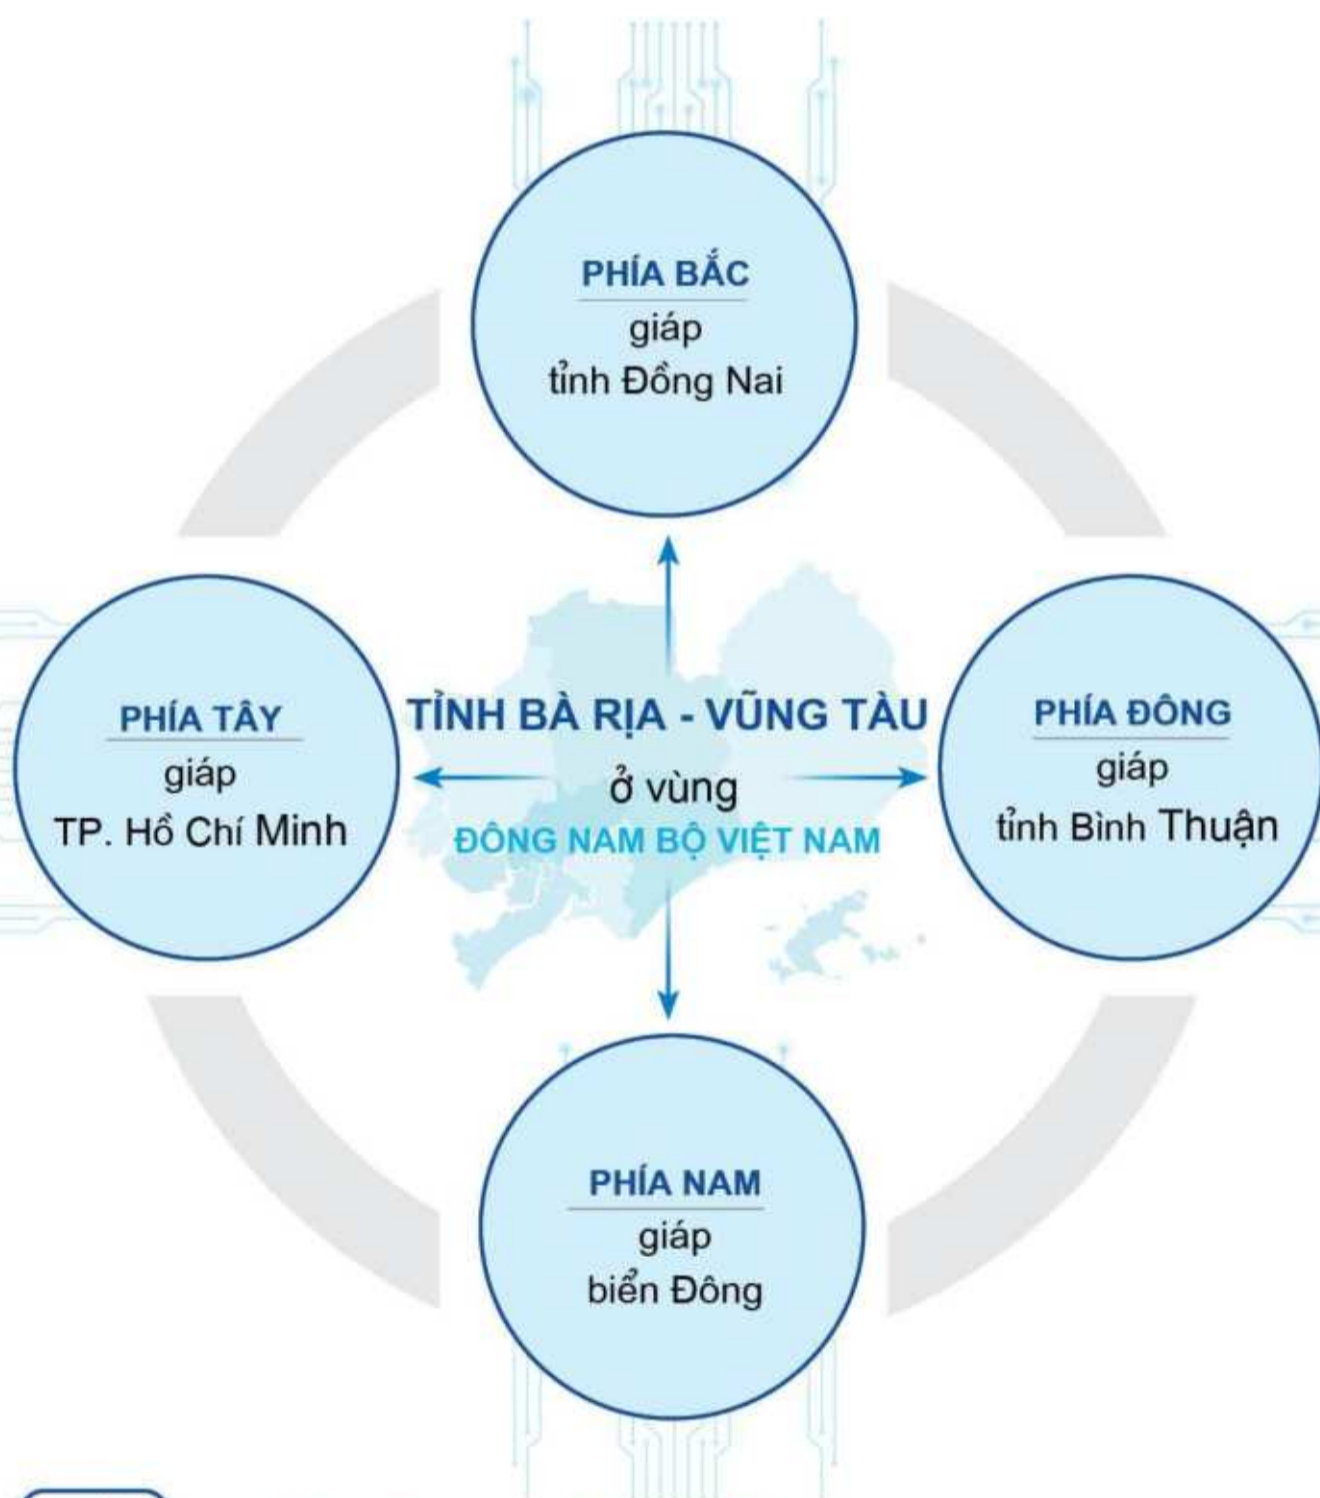 PHÍA BẮC
giáp
tỉnh Đồng Nai
PHÍA TÂY
giáp
TP. Hồ Chí Minh
TỈNH BÀ RỊA - VŨNG TÀU
ở vùng
ĐÔNG NAM BỘ VIỆT NAM
PHÍA ĐÔNG
giáp
tỉnh Bình Thuận
PHÍA NAM
giáp
biển Đông